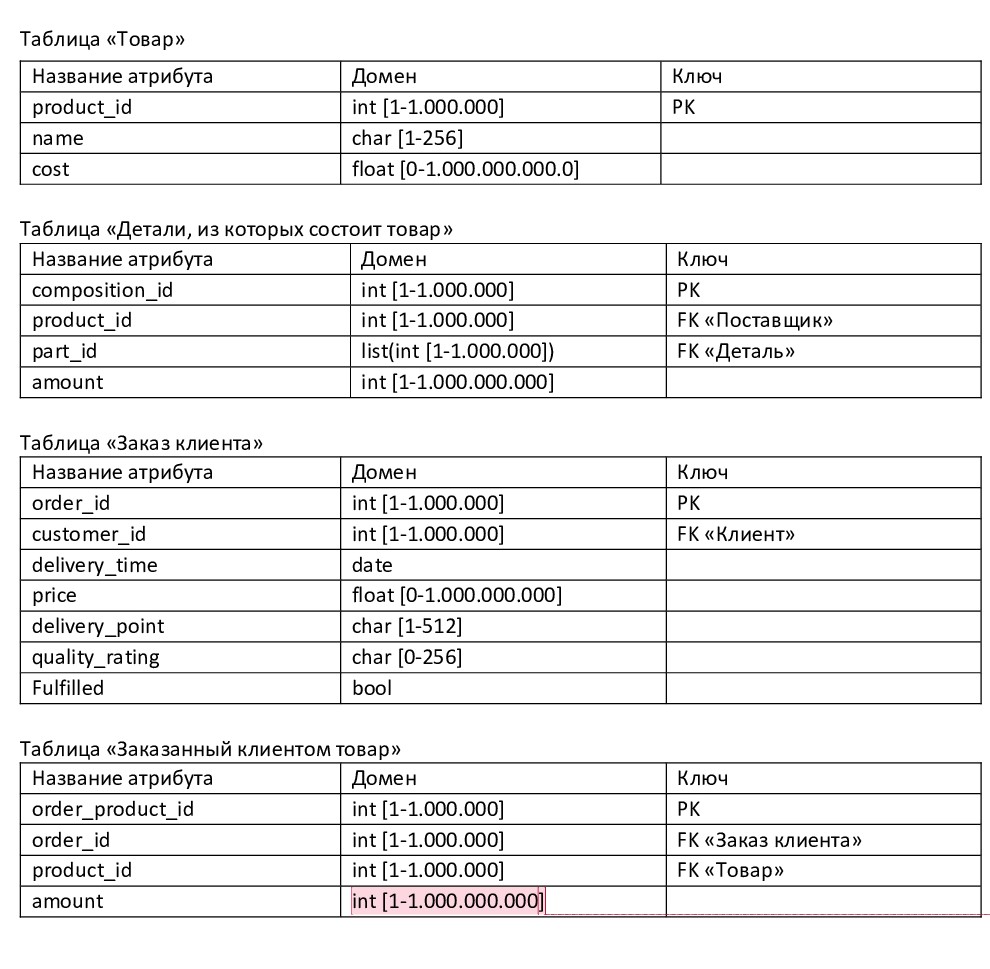 Таблица «Товар»
Название атрибута Домен Ключ
product_id int [1-1.000.000] PK
name char [1-256]
cost float [0-1.000.000.000.0]
Таблица «Детали, из которых состоит товар»
Название атрибута Домен Ключ
composition_id int [1-1.000.000] PK
product_id int [1-1.000.000] FK «Поставщик»
part_id list(int [1-1.000.000]) FK «Деталь»
amount int [1-1.000.000.000]
Таблица «Заказ клиента»
Название атрибута Домен Ключ
order_id int [1-1.000.000] PK
customer_id int [1-1.000.000] FK «Клиент»
delivery_time date
price float [0-1.000.000.000]
delivery_point char [1-512]
quality_rating char [0-256]
Fulfilled bool
Таблица «Заказанный клиентом товар»
Название атрибута Домен Ключ
order_product_id int [1-1.000.000] PK
order_id int [1-1.000.000] FK «Заказ клиента»
product_id int [1-1.000.000] FK «Товар»
amount int [1-1.000.000.000]